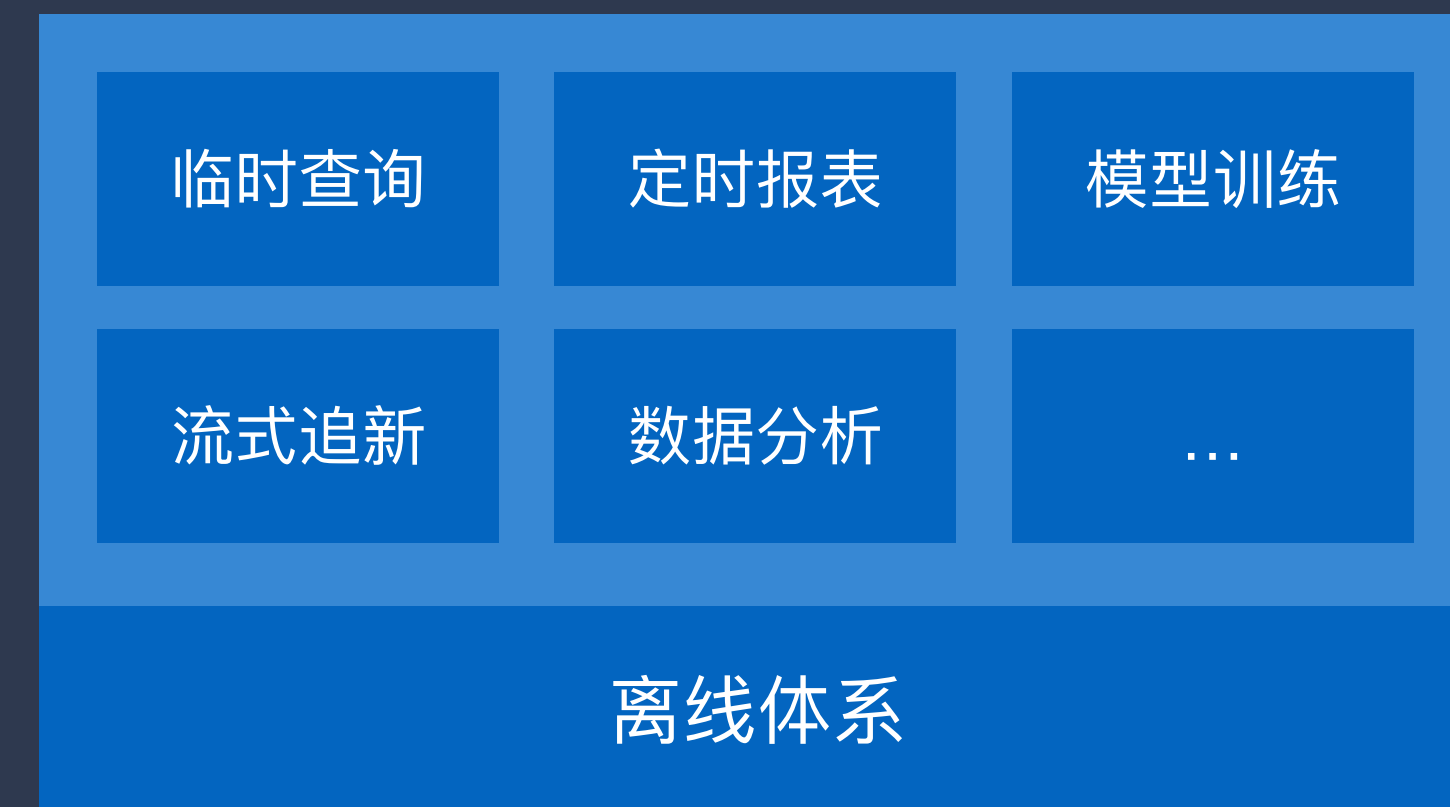 临时查询
定时报表
模型训练
流式追新
数据分析
...
离线体系